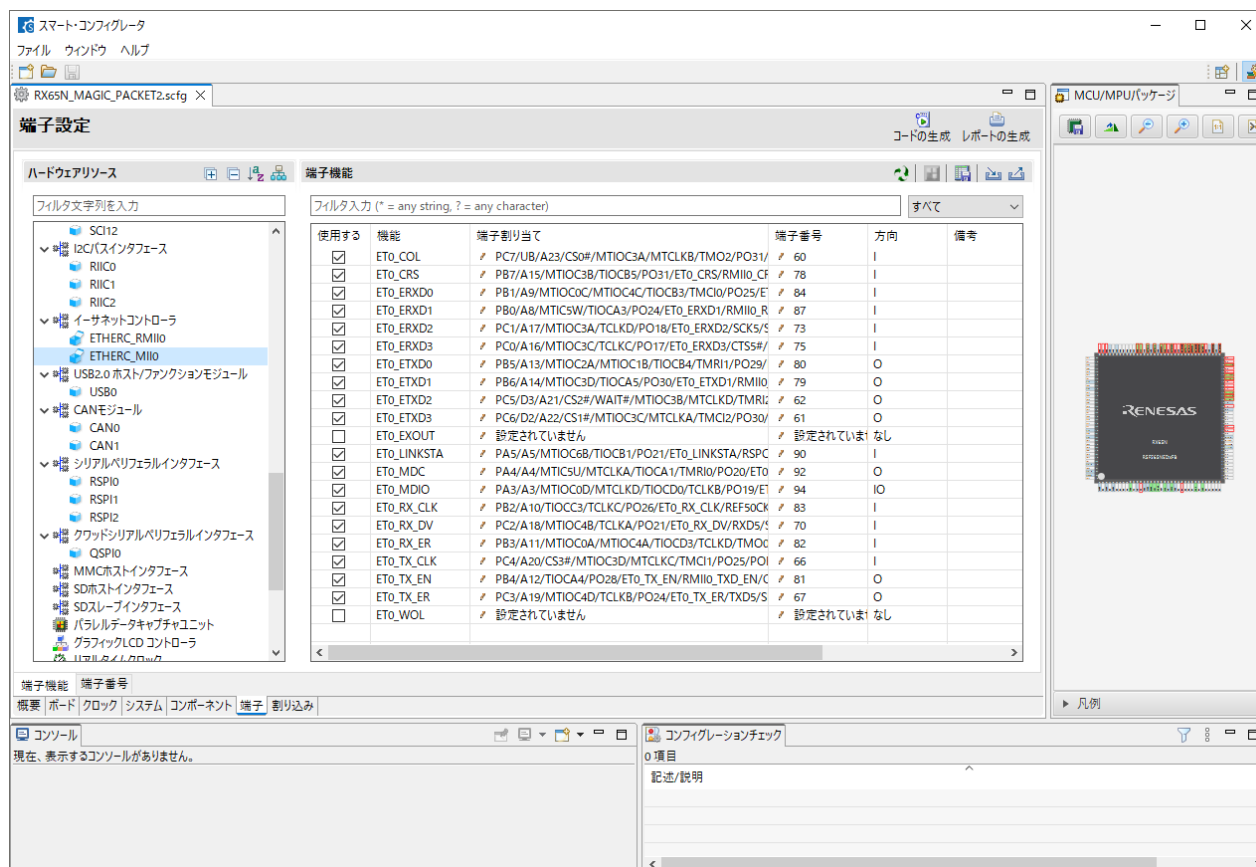 スマート・コンフィグレータ
ファイル ウィンドウ ヘルプ
RX65N_MAGIC_PACKET2.scfg
端子設定
コードの生成 レポートの生成
ハードウェアリソース
フィルタ文字列を入力
SCI12
I2Cバスインタフェース
RIIC0
RIIC1
RIIC2
イーサネットコントローラ
ETHERC_RMII0
ETHERC_MII0
USB2.0 ホスト/ファンクションモジュール
USB0
CANモジュール
CAN0
CAN1
シリアルペリフェラルインタフェース
RSPI0
RSPI1
RSPI2
クワッドシリアルペリフェラルインタフェース
QSPI0
MMCホストインタフェース
SDホストインタフェース
SDスレーブインタフェース
パラレルデータキャプチャユニット
グラフィックLCD コントローラ
リアルタイムクロック
端子機能
フィルタ入力 (* = any string, ? = any character)
すべて
使用する 機能 端子割り当て 端子番号 方向 備考
ET0_COL PC7/UB/A23/CS0#/MTIOC3A/MTCLKB/TMO2/PO31/ 60 I
ET0_CRS PB7/A15/MTIOC3B/TIOCB5/PO31/ET0_CRS/RMII0_CF 78 I
ET0_ERXD0 PB1/A9/MTIOC0C/MTIOC4C/TIOCB3/TMCI0/PO25/E 84 I
ET0_ERXD1 PB0/A8/MTIC5W/TIOCA3/PO24/ET0_ERXD1/RMII0_R 87 I
ET0_ERXD2 PC1/A17/MTIOC3A/TCLKD/PO18/ET0_ERXD2/SCK5/S 73 I
ET0_ERXD3 PC0/A16/MTIOC3C/TCLKC/PO17/ET0_ERXD3/CTS5#/ 75 I
ET0_ETXD0 PB5/A13/MTIOC2A/MTIOC1B/TIOCB4/TMRI1/PO29/ 80 O
ET0_ETXD1 PB6/A14/MTIOC3D/TIOCA5/PO30/ET0_ETXD1/RMII0_ 79 O
ET0_ETXD2 PC5/D3/A21/CS2#/WAIT#/MTIOC3B/MTCLKD/TMRI2 62 O
ET0_ETXD3 PC6/D2/A22/CS1#/MTIOC3C/MTCLKA/TMCI2/PO30/ 61 O
ET0_EXOUT 設定されていません 設定されていま なし
ET0_LINKSTA PA5/A5/MTIOC6B/TIOCB1/PO21/ET0_LINKSTA/RSPC 90 I
ET0_MDC PA4/A4/MTIC5U/MTCLKA/TIOCA1/TMRI0/PO20/ET0 92 O
ET0_MDIO PA3/A3/MTIOC0D/MTCLKD/TIOCD0/TCLKB/PO19/E 94 IO
ET0_RX_CLK PB2/A10/TIOCC3/TCLKC/PO26/ET0_RX_CLK/REF50CK 83 I
ET0_RX_DV PC2/A18/MTIOC4B/TCLKA/PO21/ET0_RX_DV/RXD5/S 70 I
ET0_RX_ER PB3/A11/MTIOC0A/MTIOC4A/TIOCD3/TCLKD/TMO0 82 I
ET0_TX_CLK PC4/A20/CS3#/MTIOC3D/MTCLKC/TMCI1/PO25/POI 66 I
ET0_TX_EN PB4/A12/TIOCA4/PO28/ET0_TX_EN/RMII0_TXD_EN/C 81 O
ET0_TX_ER PC3/A19/MTIOC4D/TCLKB/PO24/ET0_TX_ER/TXD5/S 67 O
ET0_WOL 設定されていません 設定されていま なし
端子機能 端子番号
概要 ボード クロック システム コンポーネント 端子 割り込み
MCU/MPUパッケージ
RENESAS
RX65N
凡例
コンソール
現在、表示するコンソールがありません。
コンフィグレーションチェック
0 項目
記述/説明